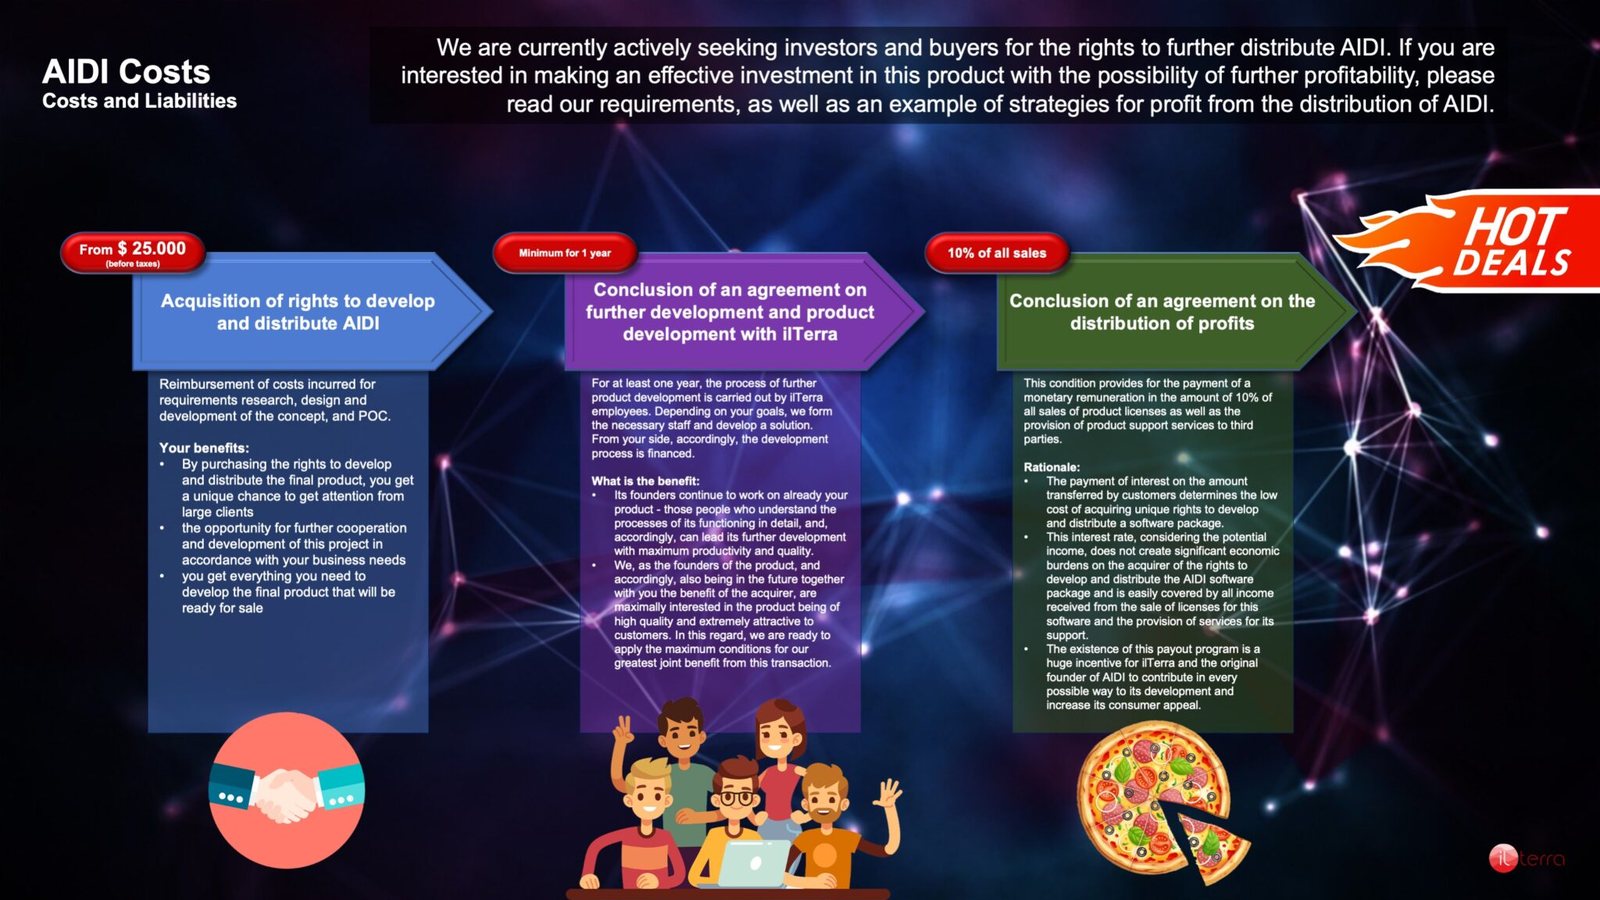 AIDI Costs
Costs and Liabilities
We are currently actively seeking investors and buyers for the rights to further distribute AIDI. If you are
interested in making an effective investment in this product with the possibility of further profitability, please
read our requirements, as well as an example of strategies for profit from the distribution of AIDI.
HOT
DEALS
From $ 25.000
(before taxes)
Acquisition of rights to develop
and distribute AIDI
Reimbursement of costs incurred for
requirements research, design and
development of the concept, and POC.
Your benefits:
• By purchasing the rights to develop
and distribute the final product, you get
a unique chance to get attention from
large clients
• the opportunity for further cooperation
and development of this project in
accordance with your business needs
• you get everything you need to
develop the final product that will be
ready for sale
Minimum for 1 year
Conclusion of an agreement on
further development and product
development with ilTerra
For at least one year, the process of further
product development is carried out by ilTerra
employees. Depending on your goals, we form
the necessary staff and develop a solution.
From your side, accordingly, the development
process is financed.
What is the benefit:
• Its founders continue to work on already your
product - those people who understand the
processes of its functioning in detail, and,
accordingly, can lead its further development
with maximum productivity and quality.
• We, as the founders of the product, and
accordingly, also being in the future together
with you the benefit of the acquirer, are
maximally interested in the product being of
high quality and extremely attractive to
customers. In this regard, we are ready to
apply the maximum conditions for our
greatest joint benefit from this transaction.
10% of all sales
Conclusion of an agreement on the
distribution of profits
This condition provides for the payment of a
monetary remuneration in the amount of 10% of
all sales of product licenses as well as the
provision of product support services to third
parties.
Rationale:
• The payment of interest on the amount
transferred by customers determines the low
cost of acquiring unique rights to develop
and distribute a software package.
• This interest rate, considering the potential
income, does not create significant economic
burdens on the acquirer of the rights to
develop and distribute the AIDI software
package and is easily covered by all income
received from the sale of licenses for this
software and the provision of services for its
support.
• The existence of this payout program is a
huge incentive for ilTerra and the original
founder of AIDI to contribute in every
possible way to its development and
increase its consumer appeal.
il terra